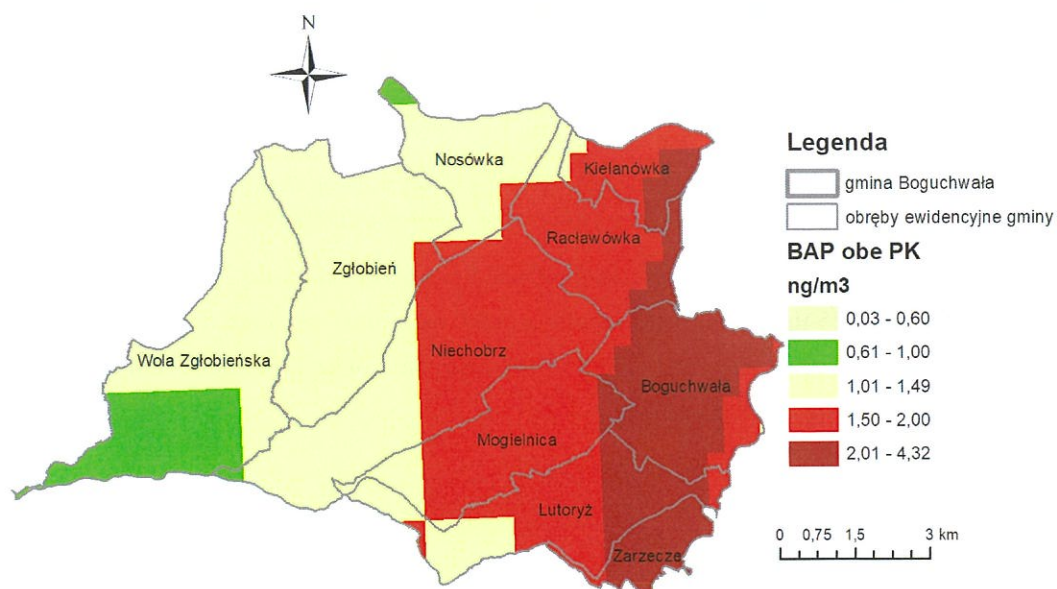 N
Nosówka
Kielanówka
Racławówka
Zgłobień
Niechobrz
Wola Zgłobieńska
Boguchwała
Mogielnica
Lutoryż
Zarzecze
Legenda
gmina Boguchwała
obręby ewidencyjne gminy
BAP obe PK
ng/m3
0,03 - 0,60
0,61 - 1,00
1,01 - 1,49
1,50 - 2,00
2,01 - 4,32
0 0,75 1,5 3 km